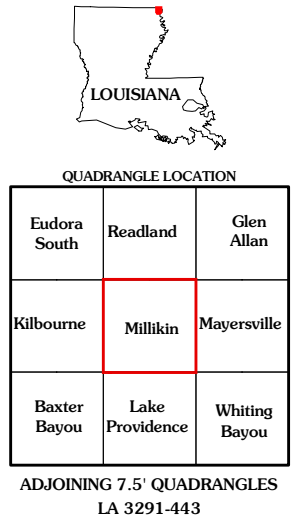 LOUISIANA
QUADRANGLE LOCATION
Eudora
South
Readland
Glen
Allan
Kilbourne
Millikin
Mayersville
Baxter
Bayou
Lake
Providence
Whiting
Bayou
ADJOINING 7.5' QUADRANGLES
LA 3291-443